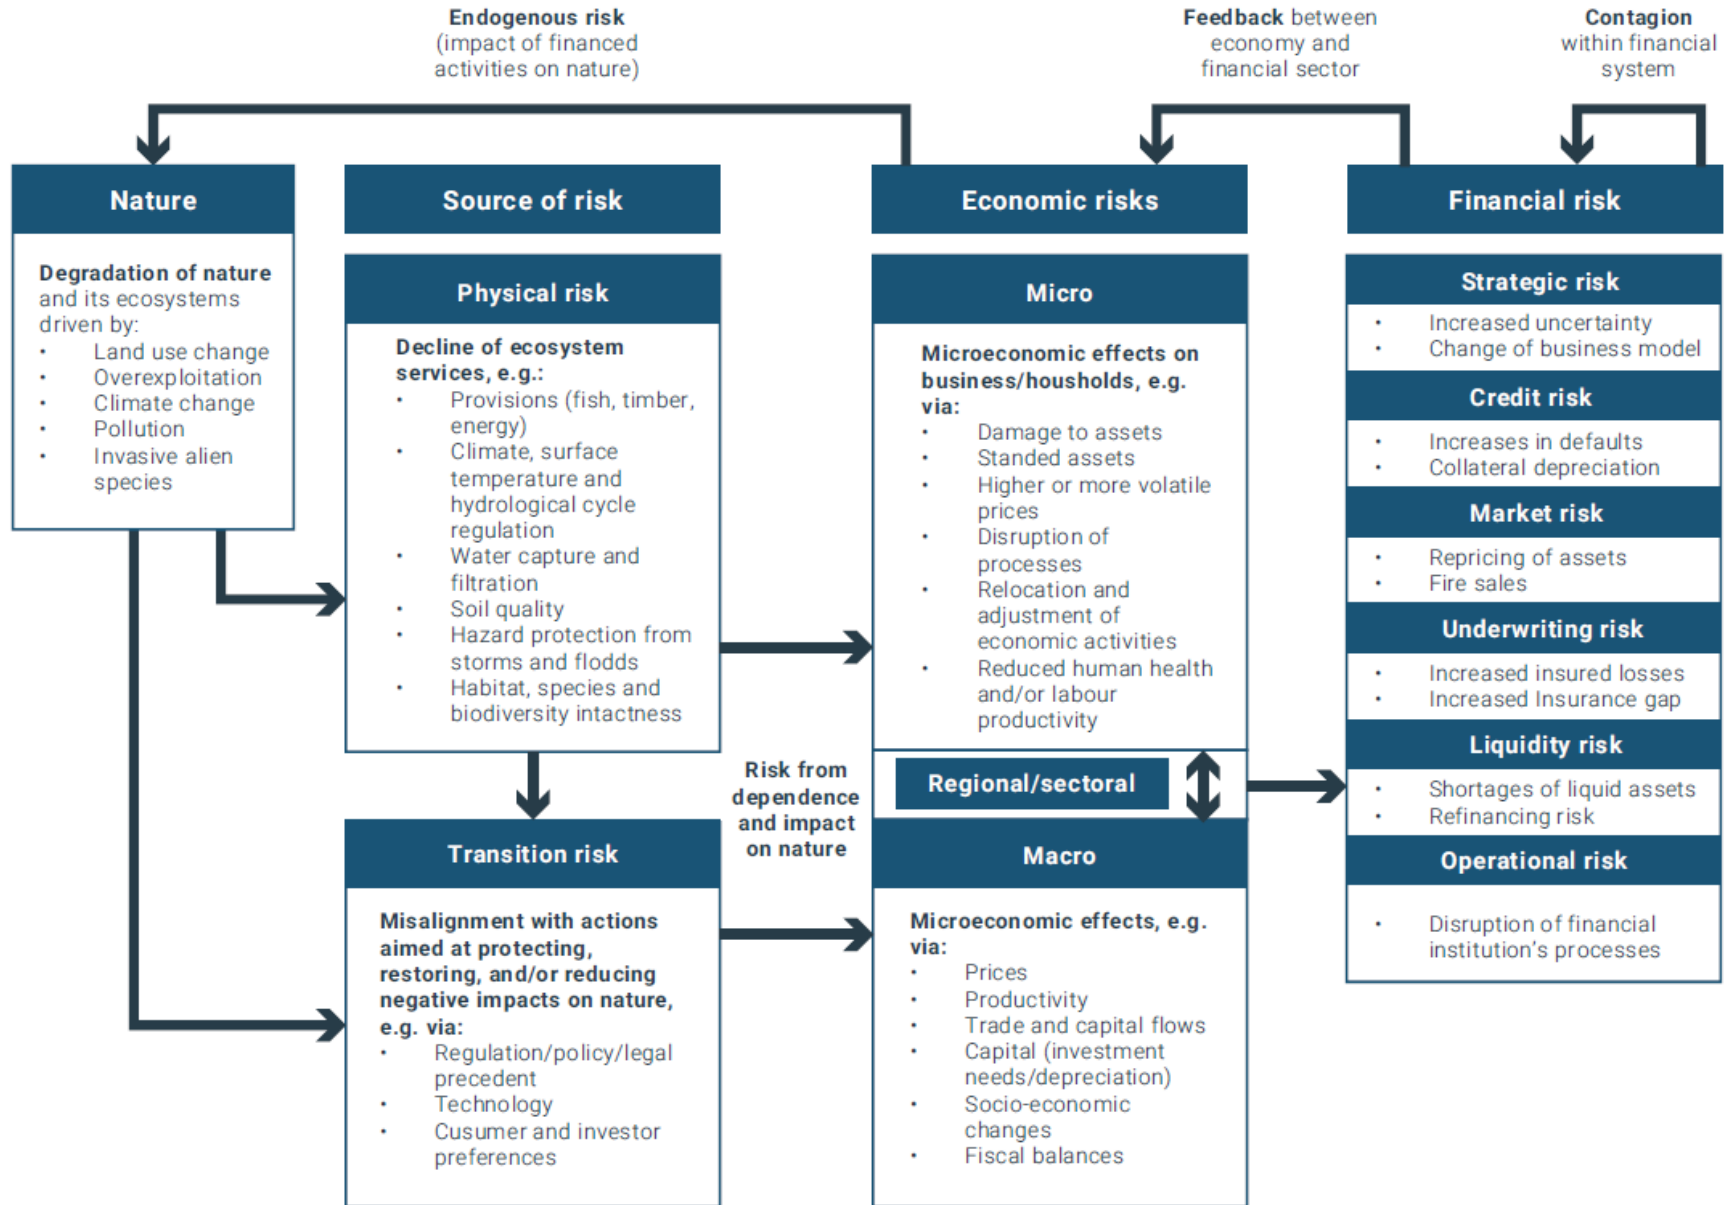 Endogenous risk
(impact of financed
activities on nature)
Feedback between
economy and
financial sector
Contagion
within financial
system
Nature
Degradation of nature
and its ecosystems
driven by:
• Land use change
• Overexploitation
• Climate change
• Pollution
• Invasive alien
species
Source of risk
Physical risk
Decline of ecosystem
services, e.g.:
• Provisions (fish, timber,
energy)
• Climate, surface
temperature and
hydrological cycle
regulation
• Water capture and
filtration
• Soil quality
• Hazard protection from
storms and flodds
• Habitat, species and
biodiversity intactness
Transition risk
Misalignment with actions
aimed at protecting,
restoring, and/or reducing
negative impacts on nature,
e.g. via:
• Regulation/policy/legal
precedent
• Technology
• Cusumer and investor
preferences
Risk from
dependence
and impact
on nature
Economic risks
Micro
Microeconomic effects on
business/housholds, e.g.
via:
• Damage to assets
• Standed assets
• Higher or more volatile
prices
• Disruption of
processes
• Relocation and
adjustment of
economic activities
• Reduced human health
and/or labour
productivity
Regional/sectoral
Macro
Microeconomic effects, e.g.
via:
• Prices
• Productivity
• Trade and capital flows
• Capital (investment
needs/depreciation)
• Socio-economic
changes
• Fiscal balances
Financial risk
Strategic risk
• Increased uncertainty
• Change of business model
Credit risk
• Increases in defaults
• Collateral depreciation
Market risk
• Repricing of assets
• Fire sales
Underwriting risk
• Increased insured losses
• Increased Insurance gap
Liquidity risk
• Shortages of liquid assets
• Refinancing risk
Operational risk
• Disruption of financial
institution's processes